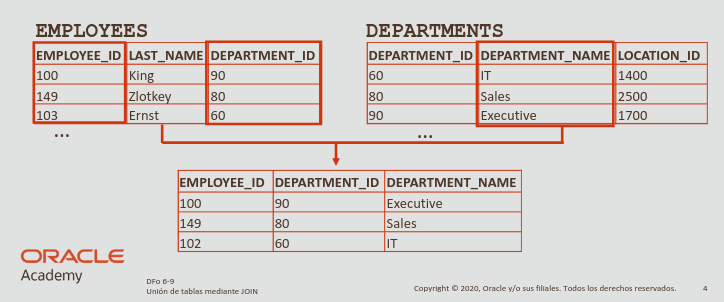 EMPLOYEES
EMPLOYEE_ID LAST_NAME DEPARTMENT_ID
100 King 90
149 Zlotkey 80
103 Ernst 60
...
DEPARTMENTS
DEPARTMENT_ID DEPARTMENT_NAME LOCATION_ID
60 IT 1400
80 Sales 2500
90 Executive 1700
...
EMPLOYEE_ID DEPARTMENT_ID DEPARTMENT_NAME
100 90 Executive
149 80 Sales
102 60 IT
ORACLE
Academy
DFo 6-9
Unión de tablas mediante JOIN
Copyright © 2020, Oracle y/o sus filiales. Todos los derechos reservados.
4